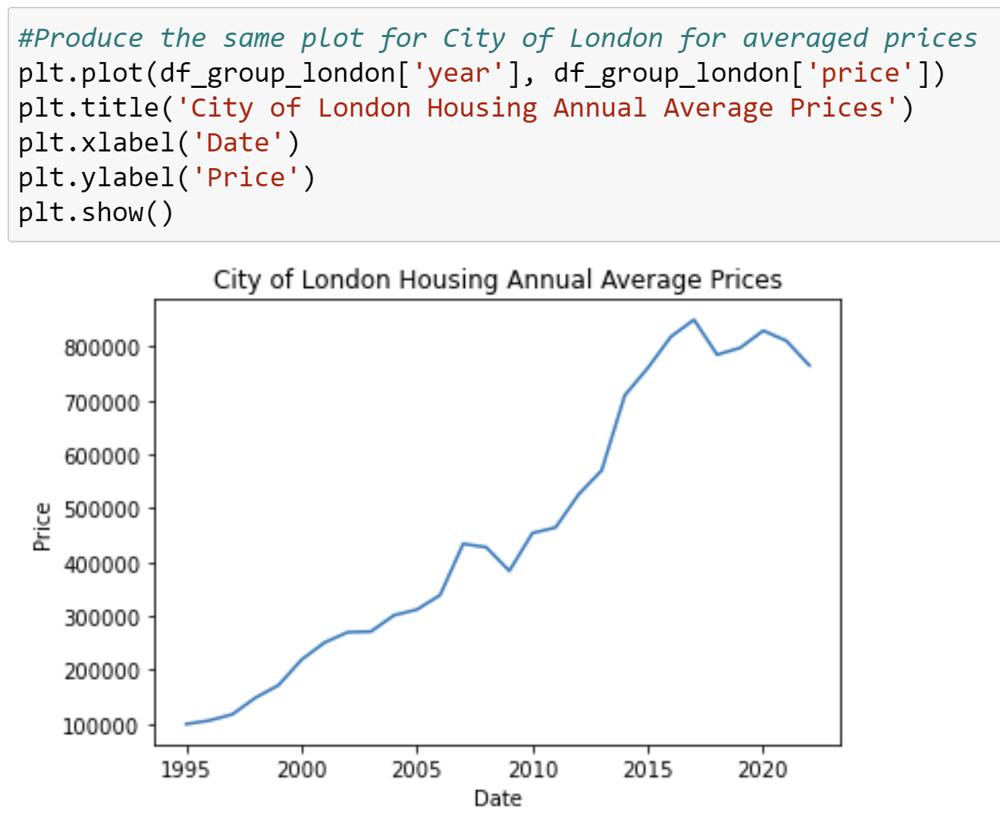 #Produce the same plot for City of London for averaged prices
plt.plot(df_group_london['year'], df_group_london['price'])
plt.title('City of London Housing Annual Average Prices')
plt.xlabel('Date')
plt.ylabel('Price')
plt.show()
City of London Housing Annual Average Prices
800000
700000
600000
500000
400000
300000
200000
100000
Price
1995 2000 2005 2010 2015 2020
Date